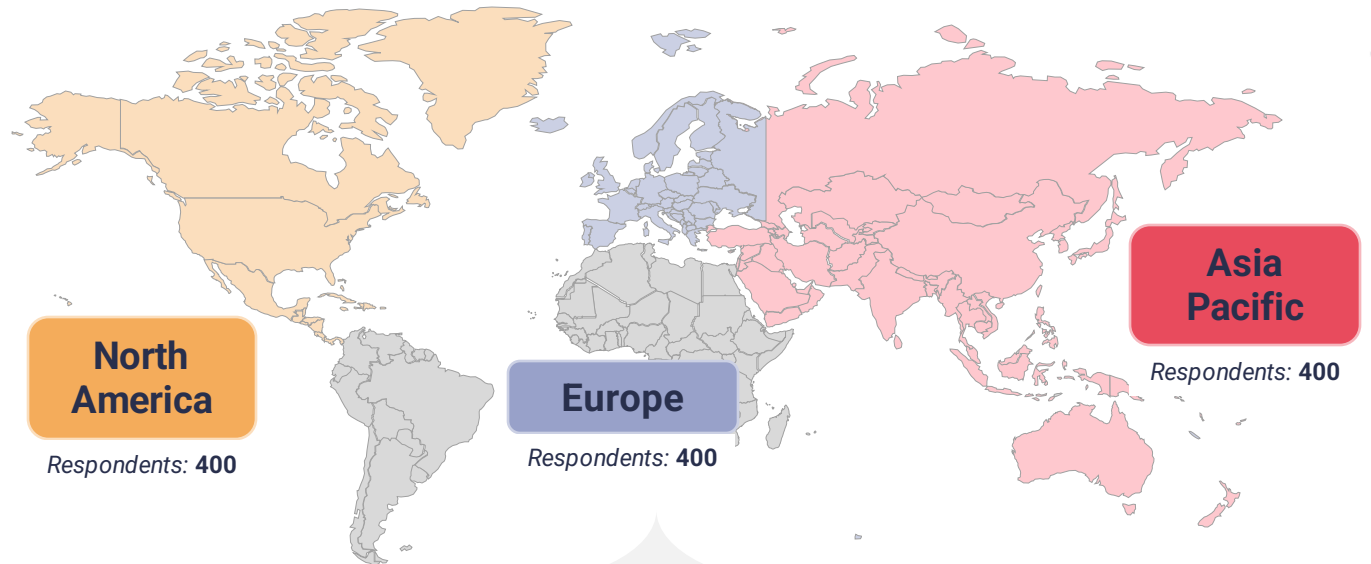 North
America
Respondents: 400
Europe
Respondents: 400
Asia
Pacific
Respondents: 400